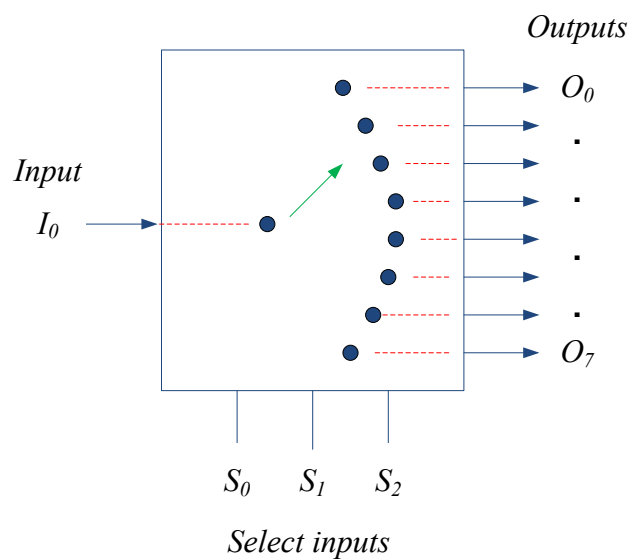 Outputs
O0
.
.
Input
I0
.
.
O7
S0 S1 S2
Select inputs